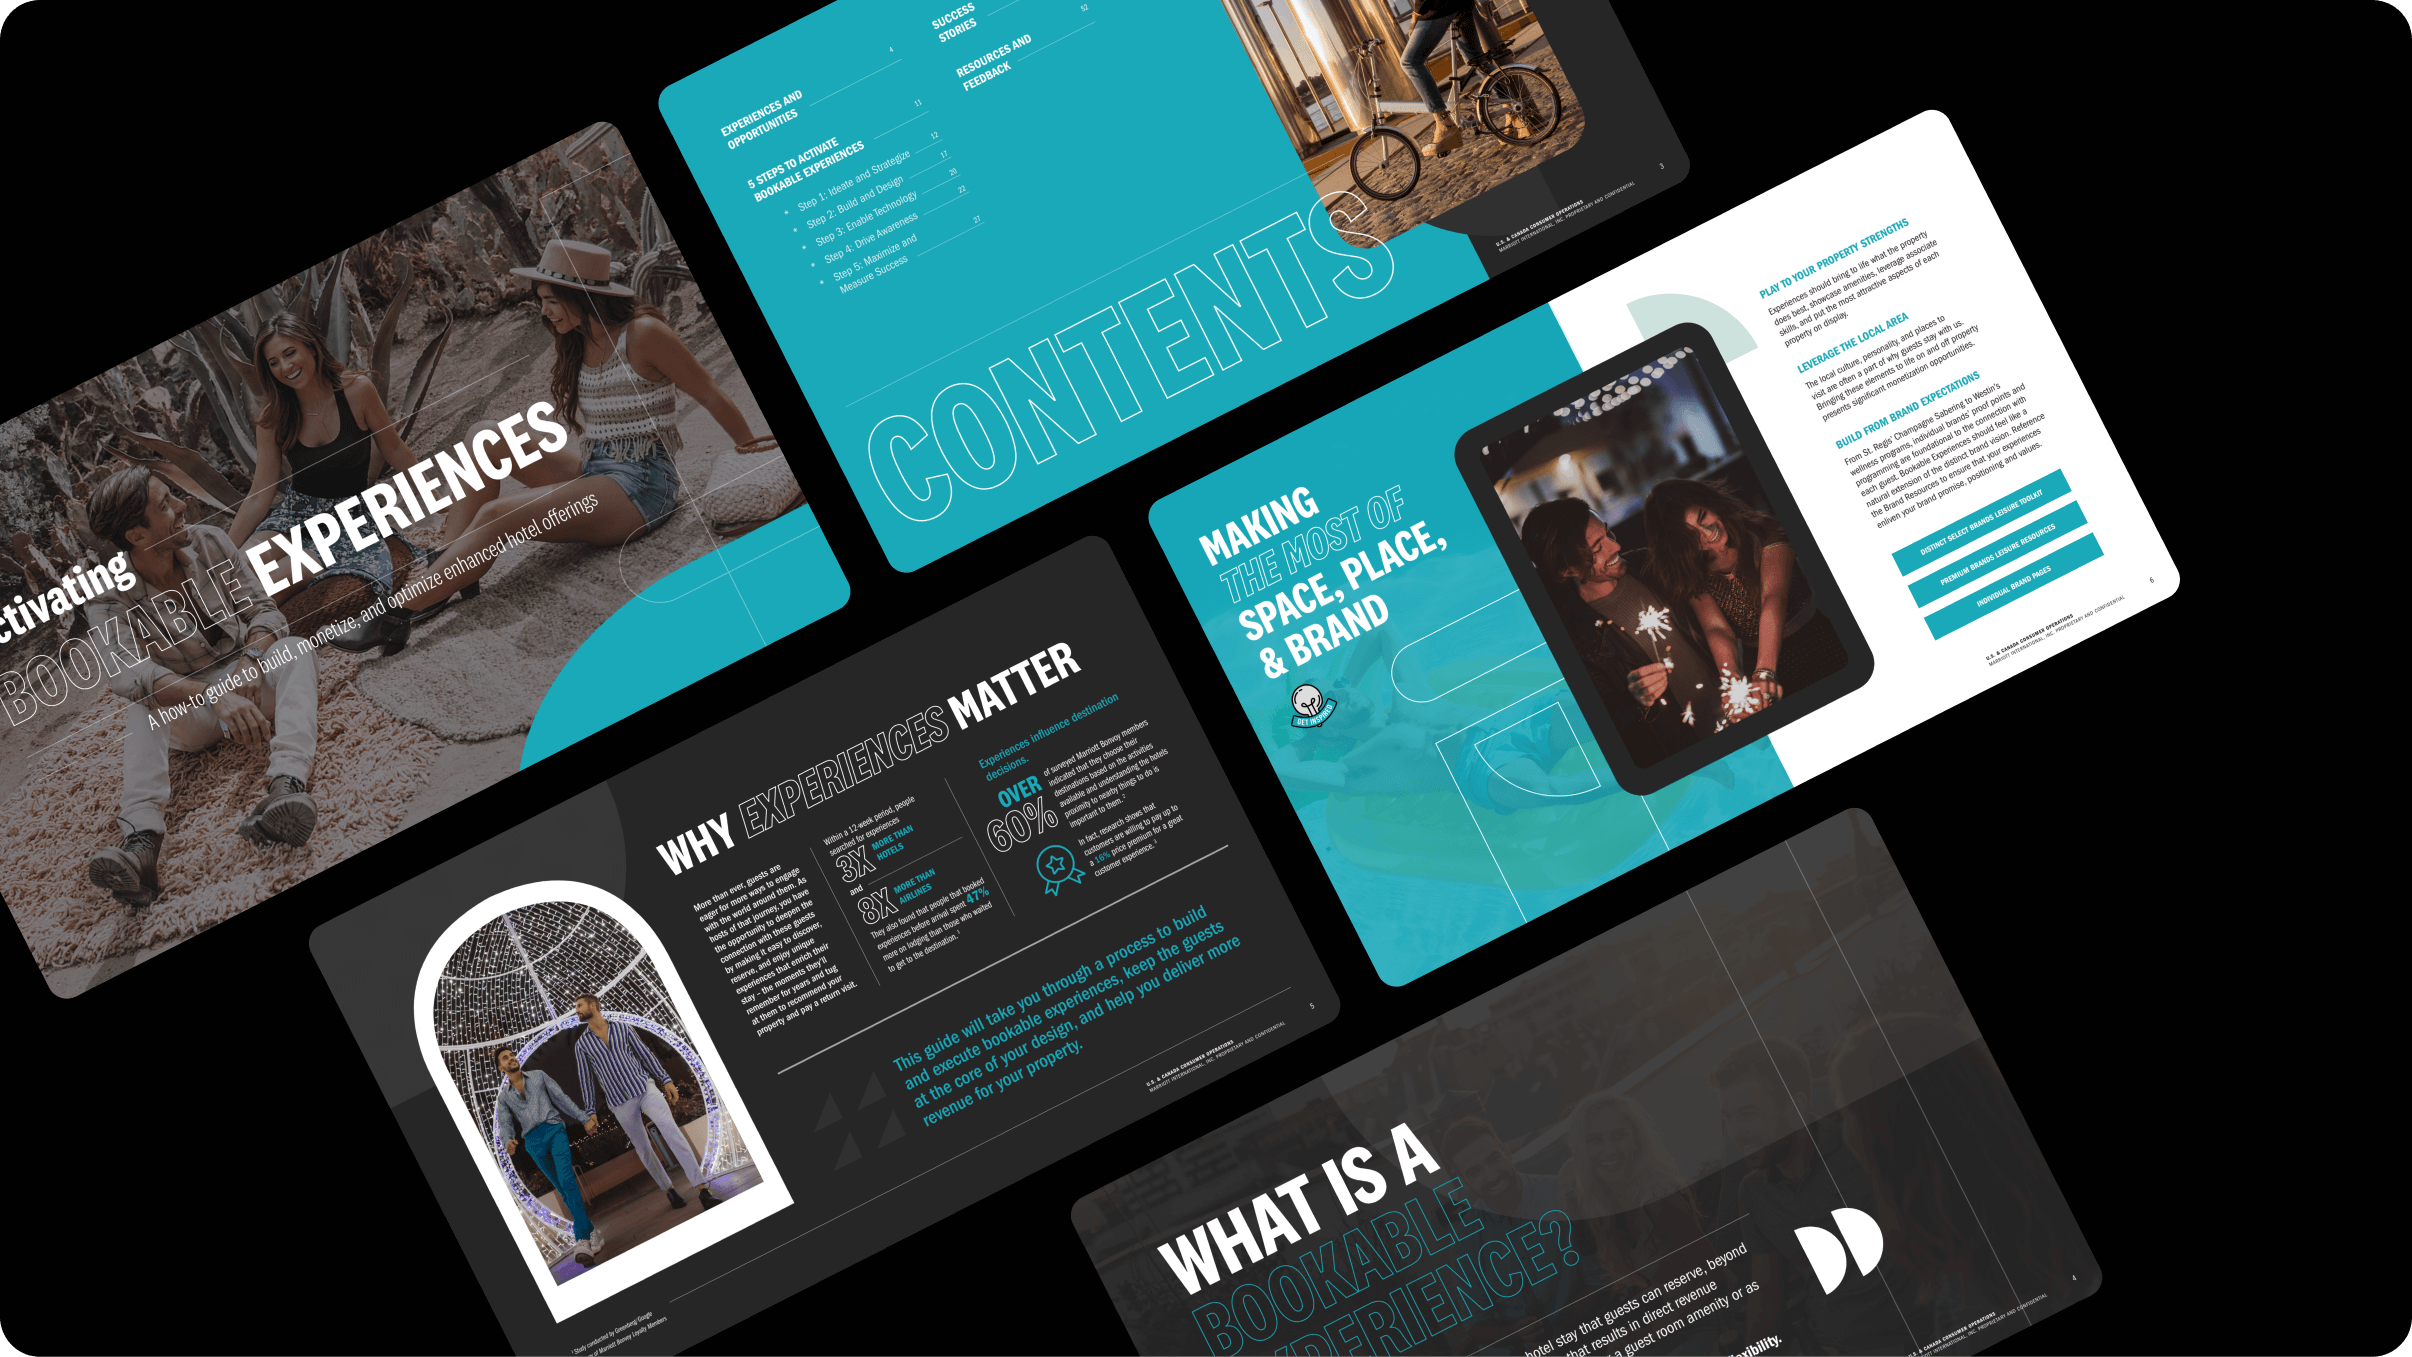 ctivating
BOOKABLE EXPERIENCES
A how-to guide to build, monetize, and optimize enhanced hotel offerings
4
EXPERIENCES AND
OPPORTUNITIES
11
5 STEPS TO ACTIVATE
BOOKABLE EXPERIENCES
12
• Step 1: Ideate and Strategize
17
• Step 2: Build and Design
20
• Step 3: Enable Technology
22
• Step 4: Drive Awareness
27
• Step 5: Maximize and
Measure Success
SUCCESS
STORIES
52
RESOURCES AND
FEEDBACK
CONTENTS
3
U.S. & CANADA CONSUMER OPERATIONS
MARRIOTT INTERNATIONAL, INC. PROPRIETARY AND CONFIDENTIAL
MAKING
THE MOST OF
SPACE, PLACE,
& BRAND
GET INSPIRED
PLAY TO YOUR PROPERTY STRENGTHS
Experiences should bring to life what the property
does best, showcase amenities, leverage associate
skills, and put the most attractive aspects of each
property on display.
LEVERAGE THE LOCAL AREA
The local culture, personality, and places to
visit are often a part of why guests stay with us.
Bringing these elements to life on and off property
presents significant monetization opportunities.
BUILD FROM BRAND EXPECTATIONS
From St. Regis' Champagne Sabering to Westin's
wellness programs, individual brands' proof points and
programming are foundational to the connection with
each guest. Bookable Experiences should feel like a
natural extension of the distinct brand vision. Reference
the Brand Resources to ensure that your experiences
enliven your brand promise, positioning and values.
DISTINCT SELECT BRANDS LEISURE TOOLKIT
PREMIUM BRANDS LEISURE RESOURCES
INDIVIDUAL BRAND PAGES
6
U.S. & CANADA CONSUMER OPERATIONS
MARRIOTT INTERNATIONAL, INC. PROPRIETARY AND CONFIDENTIAL
WHY EXPERIENCES MATTER
More than ever, guests are
eager for more ways to engage
with the world around them. As
hosts of that journey, you have
the opportunity to deepen the
connection with these guests
by making it easy to discover,
reserve, and enjoy unique
experiences that enrich their
stay – the moments they'll
remember for years and tug
at them to recommend your
property and pay a return visit.
Within a 12-week period, people
searched for experiences
3X MORE THAN
HOTELS
and
8X MORE THAN
AIRLINES
They also found that people that booked
experiences before arrival spent 47%
more on lodging than those who waited
to get to the destination. 1
Experiences influence destination
decisions.
OVER
60%
of surveyed Marriott Bonvoy members
indicated that they choose their
destinations based on the activities
available and understanding the hotels
proximity to nearby things to do is
important to them. 2
In fact, research shows that
customers are willing to pay up to
a 16% price premium for a great
customer experience. 3
This guide will take you through a process to build
and execute bookable experiences, keep the guests
at the core of your design, and help you deliver more
revenue for your property.
5
U.S. & CANADA CONSUMER OPERATIONS
MARRIOTT INTERNATIONAL, INC. PROPRIETARY AND CONFIDENTIAL
1 Study conducted by Greenberg/Google
of Marriott Bonvoy Loyalty Members
WHAT IS A
BOOKABLE
XPERIENCE?
hotel stay that guests can reserve, beyond
that results in direct revenue
a guest room amenity or as
exibility.
4
U.S. & CANADA CONSUMER OPERATIONS
MARRIOTT INTERNATIONAL, INC. PROPRIETARY AND CONFIDENTIAL